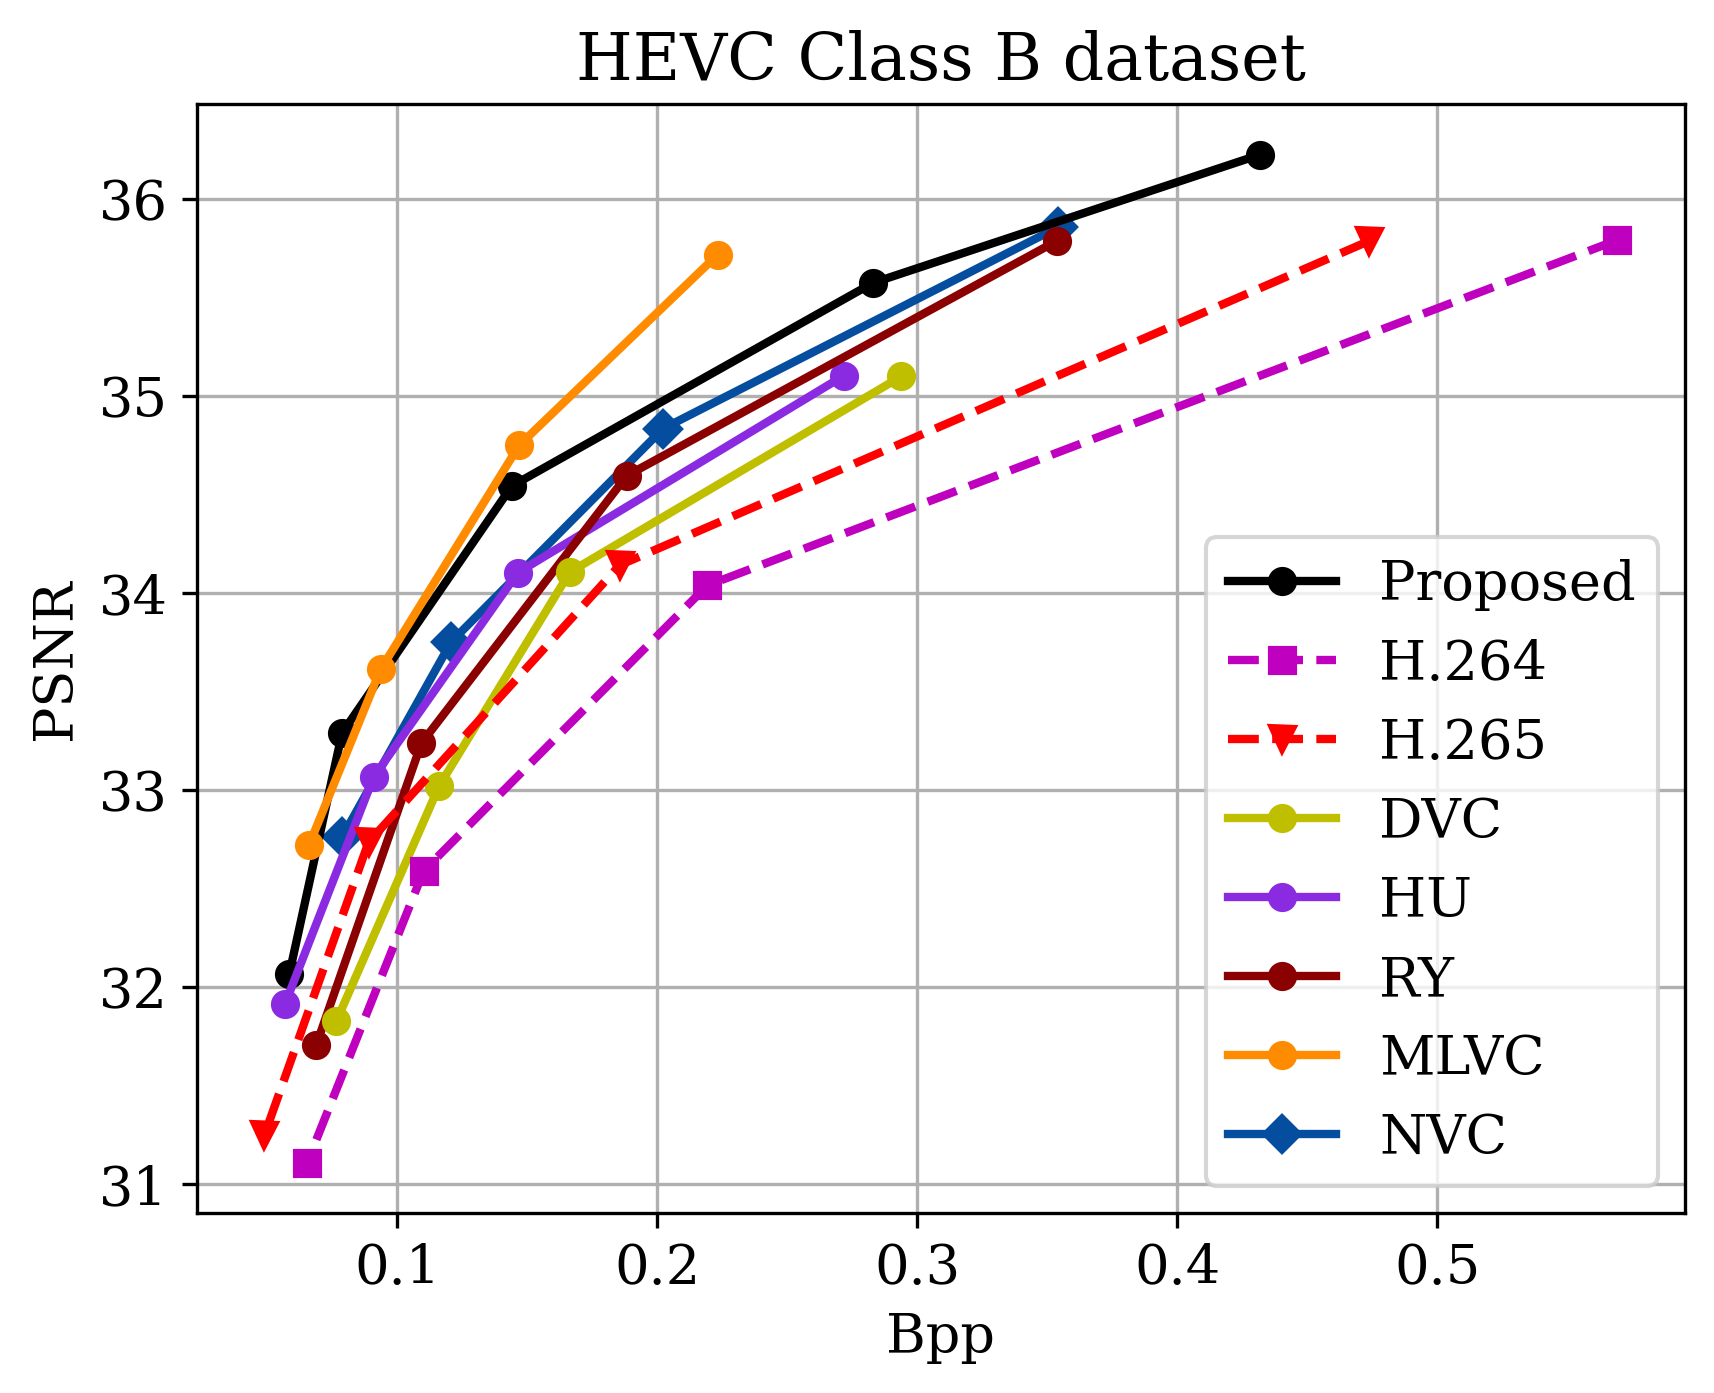 HEVC Class B dataset
36
35
34
33
32
31
PSNR
0.1 0.2 0.3 0.4 0.5
Bpp
Proposed
H.264
H.265
DVC
HU
RY
MLVC
NVC